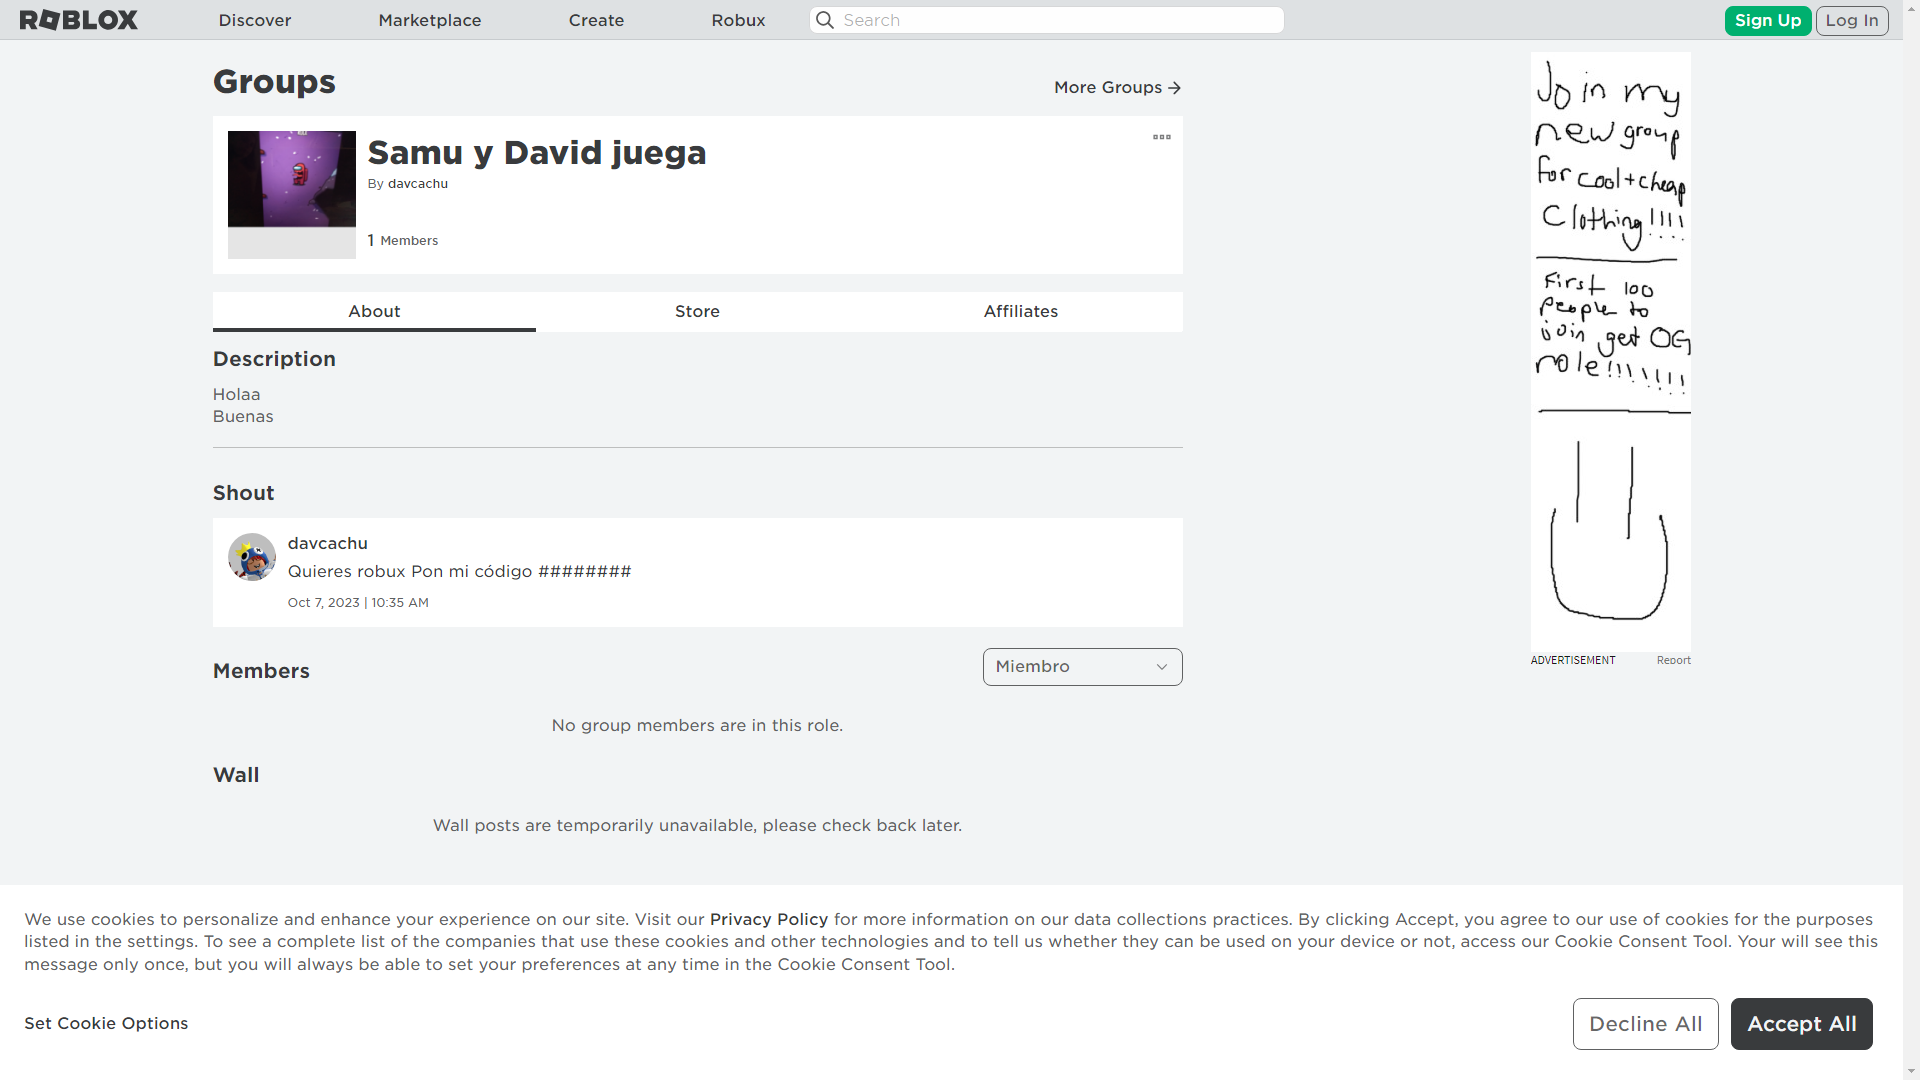 ROBLOX
Discover
Marketplace
Create
Robux
Search
Sign Up
Log In
Groups
More Groups
Samu y David juega
By davcachu
1 Members
About
Store
Affiliates
Description
Holaa
Buenas
Shout
davcachu
Quieres robux Pon mi código ########
Oct 7, 2023 | 10:35 AM
Members
Miembro
No group members are in this role.
Wall
Wall posts are temporarily unavailable, please check back later.
Join my
new group
for cool+cheap
Clothing!!!!
First 100
people to
join get OG
role!!!!!!!!
ADVERTISEMENT
Report
We use cookies to personalize and enhance your experience on our site. Visit our Privacy Policy for more information on our data collections practices. By clicking Accept, you agree to our use of cookies for the purposes
listed in the settings. To see a complete list of the companies that use these cookies and other technologies and to tell us whether they can be used on your device or not, access our Cookie Consent Tool. Your will see this
message only once, but you will always be able to set your preferences at any time in the Cookie Consent Tool.
Set Cookie Options
Decline All
Accept All